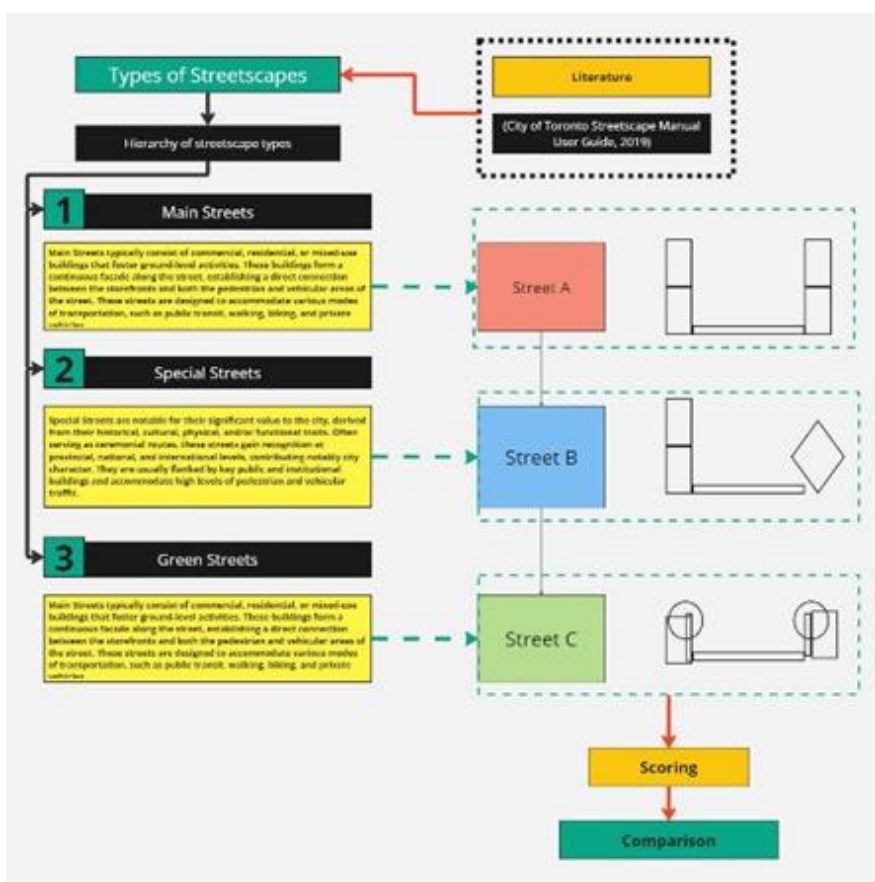 Types of Streetscapes
Literature
(City of Toronto Streetscape Manual
User Guide, 2019)
Hierarchy of streetscape types
1
Main Streets
Main Streets typically consist of commercial, residential, or mixed-use
buildings that foster ground-level activities. These buildings form a
continuous facade along the street, establishing a direct connection
between the storefronts and both the pedestrian and vehicular areas of
the street. These streets are designed to accommodate various modes
of transportation, such as public transit, walking, biking, and private
vehicles
Street A
2
Special Streets
Special Streets are notable for their significant value to the city, derived
from their historical, cultural, physical, and/or functional traits. Often
serving as ceremonial routes, these streets gain recognition at
provincial, national, and international levels, contributing notably city
character. They are usually flanked by key public and institutional
buildings and accommodate high levels of pedestrian and vehicular
traffic.
Street B
3
Green Streets
Main Streets typically consist of commercial, residential, or mixed-use
buildings that foster ground-level activities. These buildings form a
continuous facade along the street, establishing a direct connection
between the storefronts and both the pedestrian and vehicular areas of
the street. These streets are designed to accommodate various modes
of transportation, such as public transit, walking, biking, and private
vehicles
Street C
Scoring
Comparison